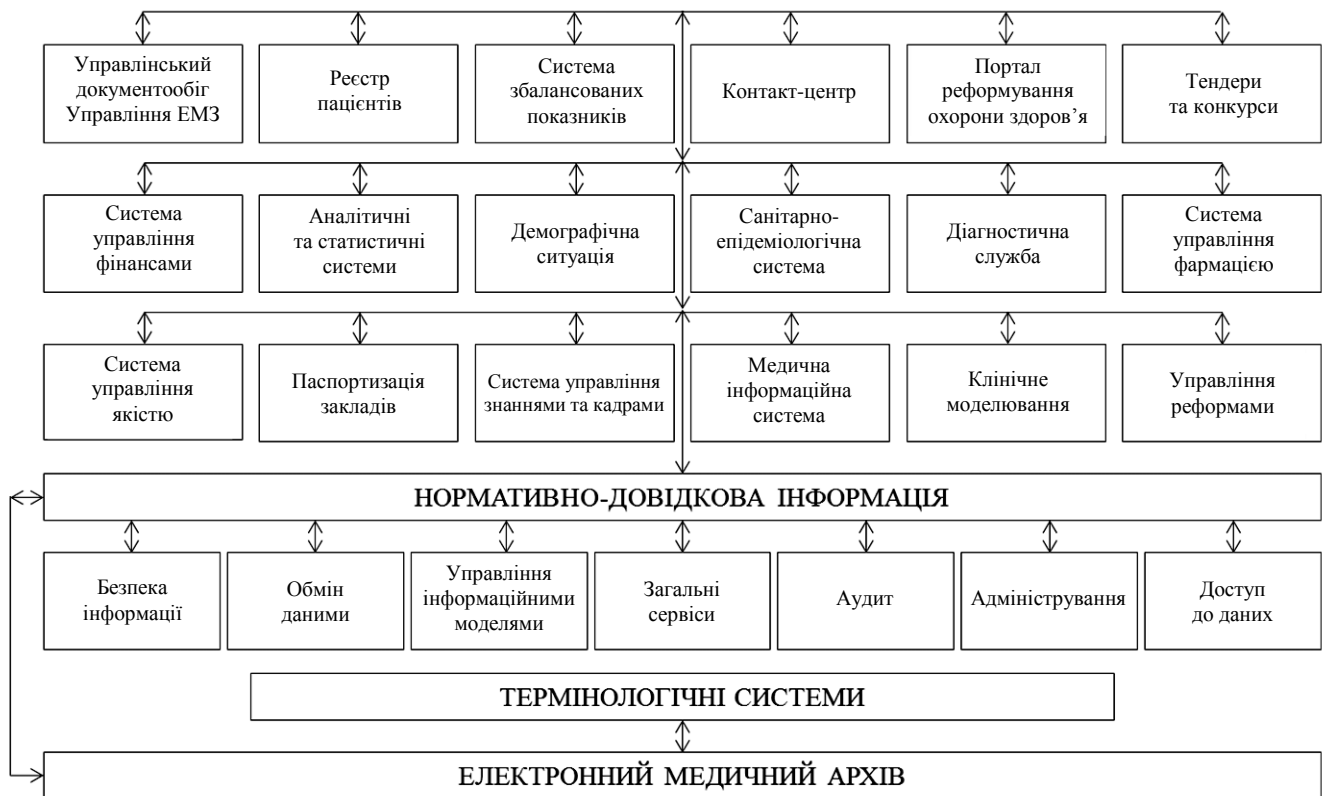 Управлінський
документообіг
Управління ЕМЗ
Реєстр
пацієнтів
Система
збалансованих
показників
Контакт-центр
Портал
реформування
охорони здоров’я
Тендери
та конкурси
Система
управління
фінансами
Аналітичні
та статистичні
системи
Демографічна
ситуація
Санітарно-
епідеміологічна
система
Діагностична
служба
Система
управління
фармацією
Система
управління
якістю
Паспортизація
закладів
Система управління
знаннями та кадрами
Медична
інформаційна
система
Клінічне
моделювання
Управління
реформами
НОРМАТИВНО-ДОВІДКОВА ІНФОРМАЦІЯ
Безпека
інформації
Обмін
даними
Управління
інформаційними
моделями
Загальні
сервіси
Аудит
Адміністрування
Доступ
до даних
ТЕРМІНОЛОГІЧНІ СИСТЕМИ
ЕЛЕКТРОННИЙ МЕДИЧНИЙ АРХІВ